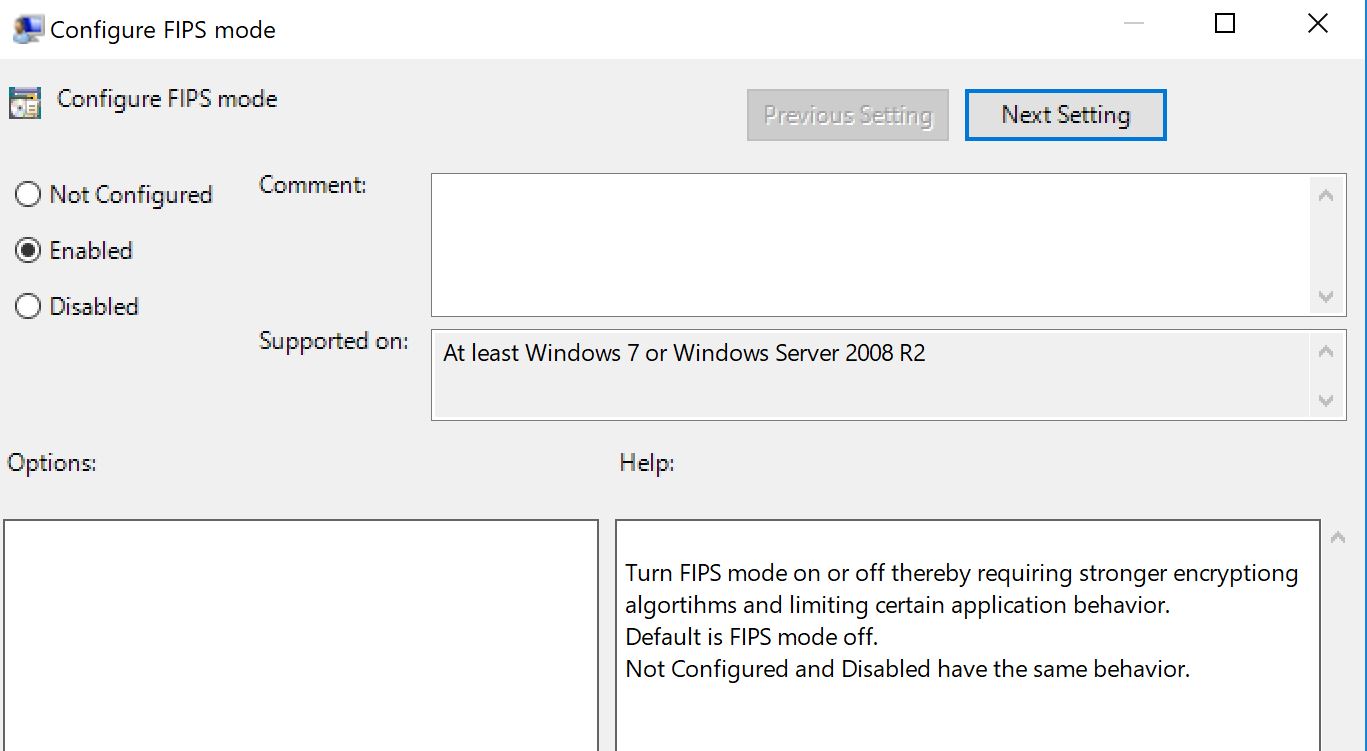 Configure FIPS mode
Configure FIPS mode
Previous Setting
Next Setting
Not Configured
Comment:
Enabled
Disabled
Supported on:
At least Windows 7 or Windows Server 2008 R2
Options:
Help:
Turn FIPS mode on or off thereby requiring stronger encryptiong
algortihms and limiting certain application behavior.
Default is FIPS mode off.
Not Configured and Disabled have the same behavior.